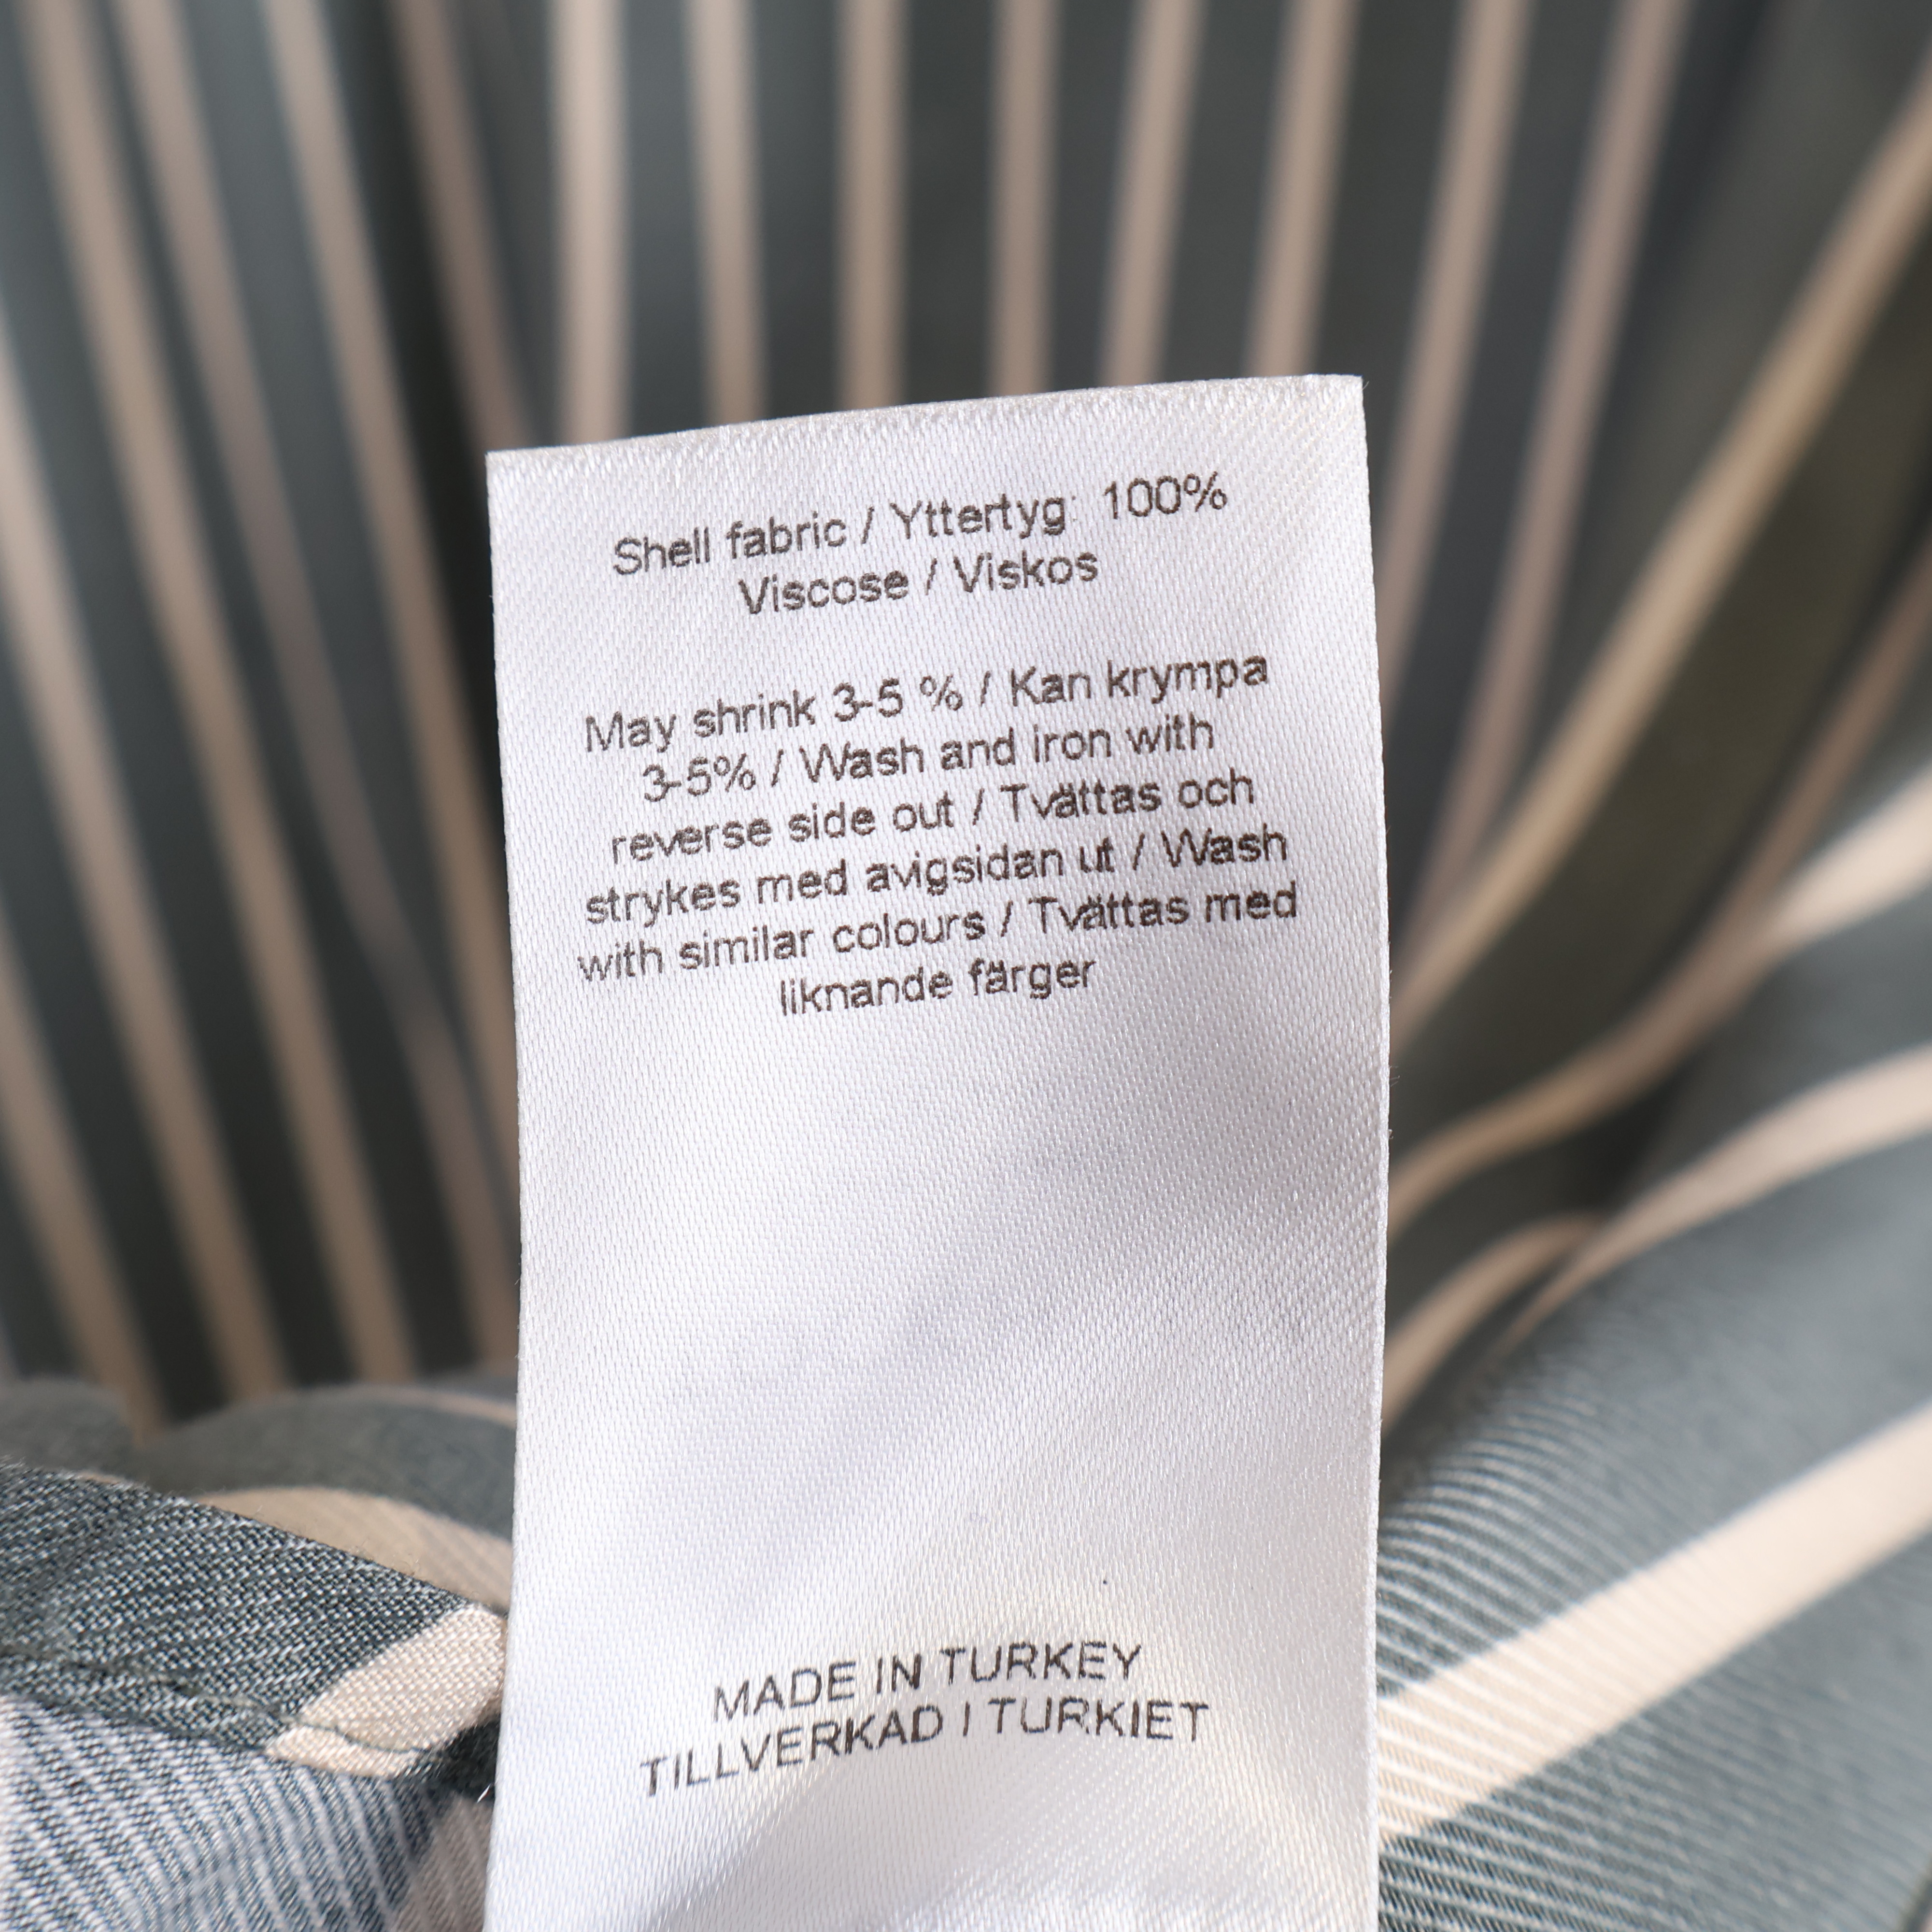 Shell fabric / Yttertyg: 100%
Viscose / Viskos
May shrink 3-5 % / Kan krympa
3-5% / Wash and iron with
reverse side out / Tvättas och
strykes med avigsidan ut / Wash
with similar colours / Tvättas med
liknande färger
MADE IN TURKEY
TILLVERKAD I TURKIET